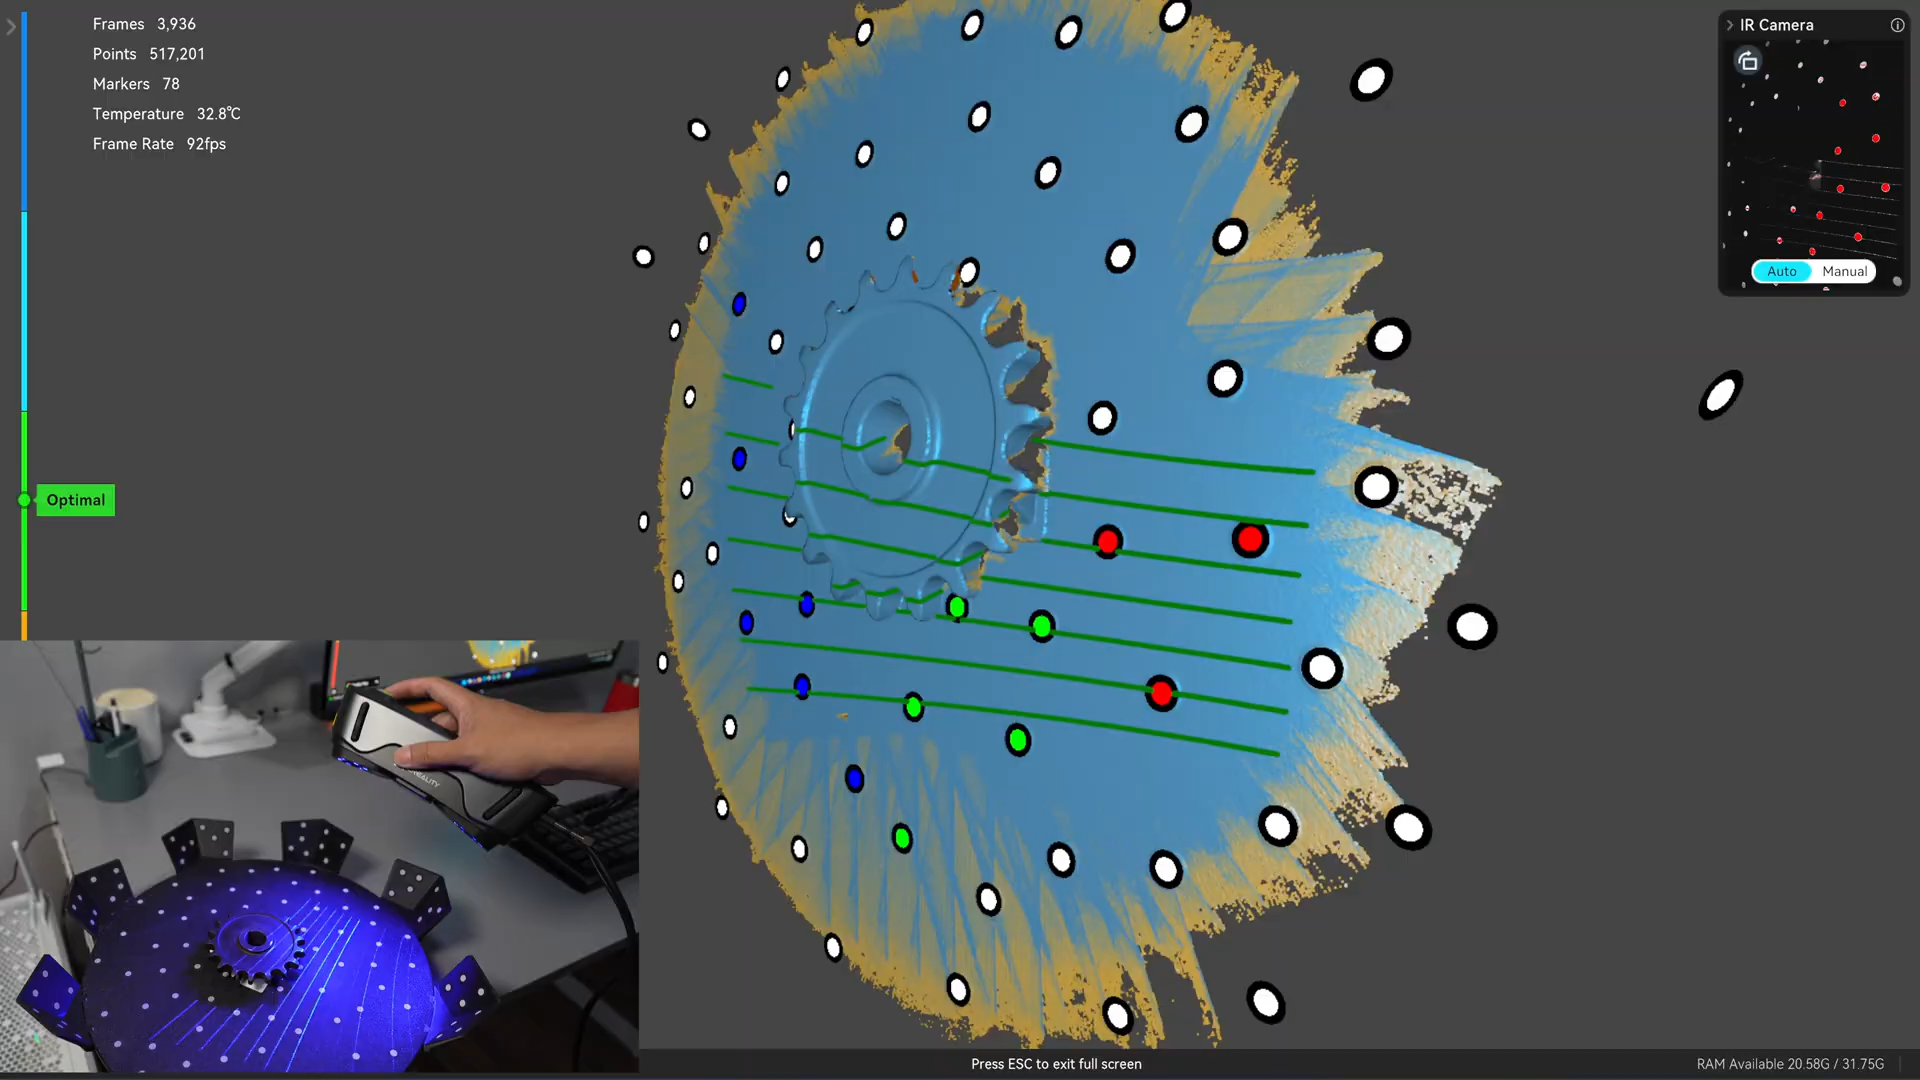 Frames 3,936
Points 517,201
Markers 78
Temperature 32.8℃
Frame Rate 92fps
IR Camera
Auto Manual
Optimal
Press ESC to exit full screen
RAM Available 20.58G / 31.75G